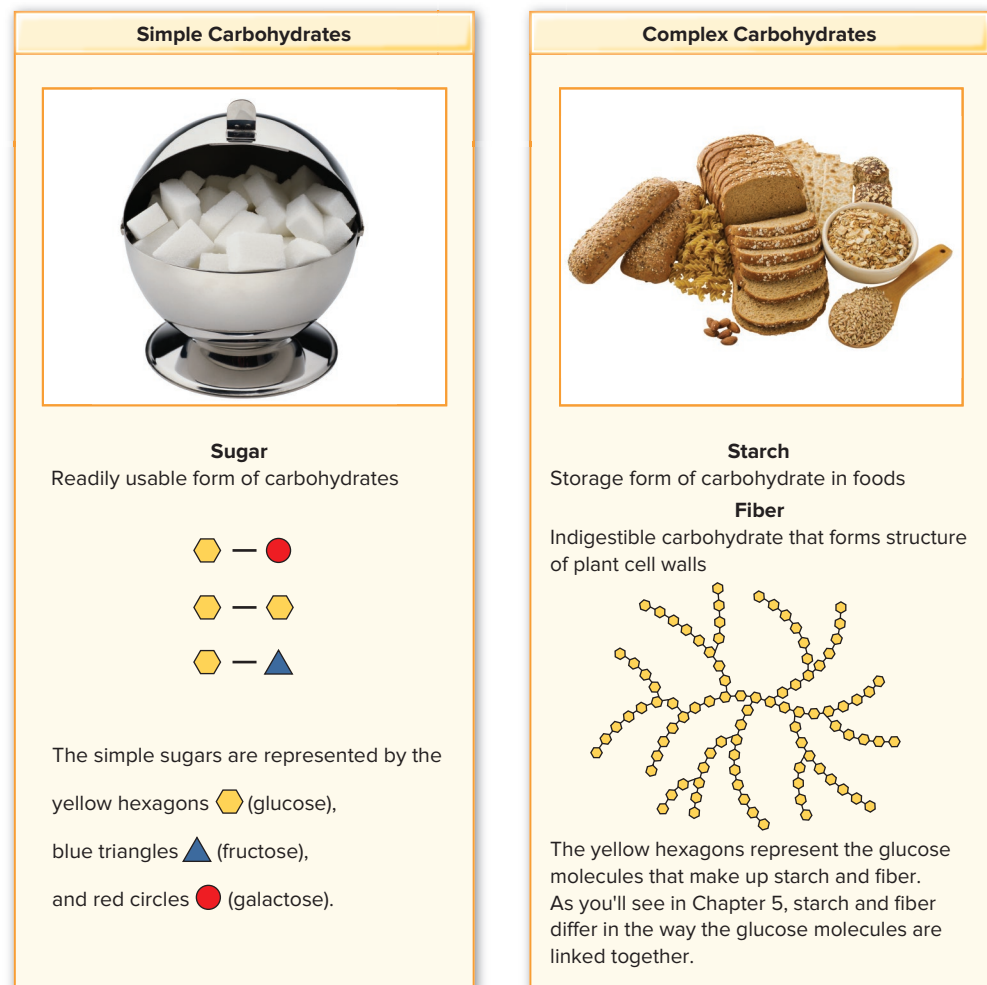 Simple Carbohydrates
Sugar
Readily usable form of carbohydrates
The simple sugars are represented by the
yellow hexagons (glucose),
blue triangles (fructose),
and red circles (galactose).
Complex Carbohydrates
Starch
Storage form of carbohydrate in foods
Fiber
Indigestible carbohydrate that forms structure
of plant cell walls
The yellow hexagons represent the glucose
molecules that make up starch and fiber.
As you'll see in Chapter 5, starch and fiber
differ in the way the glucose molecules are
linked together.